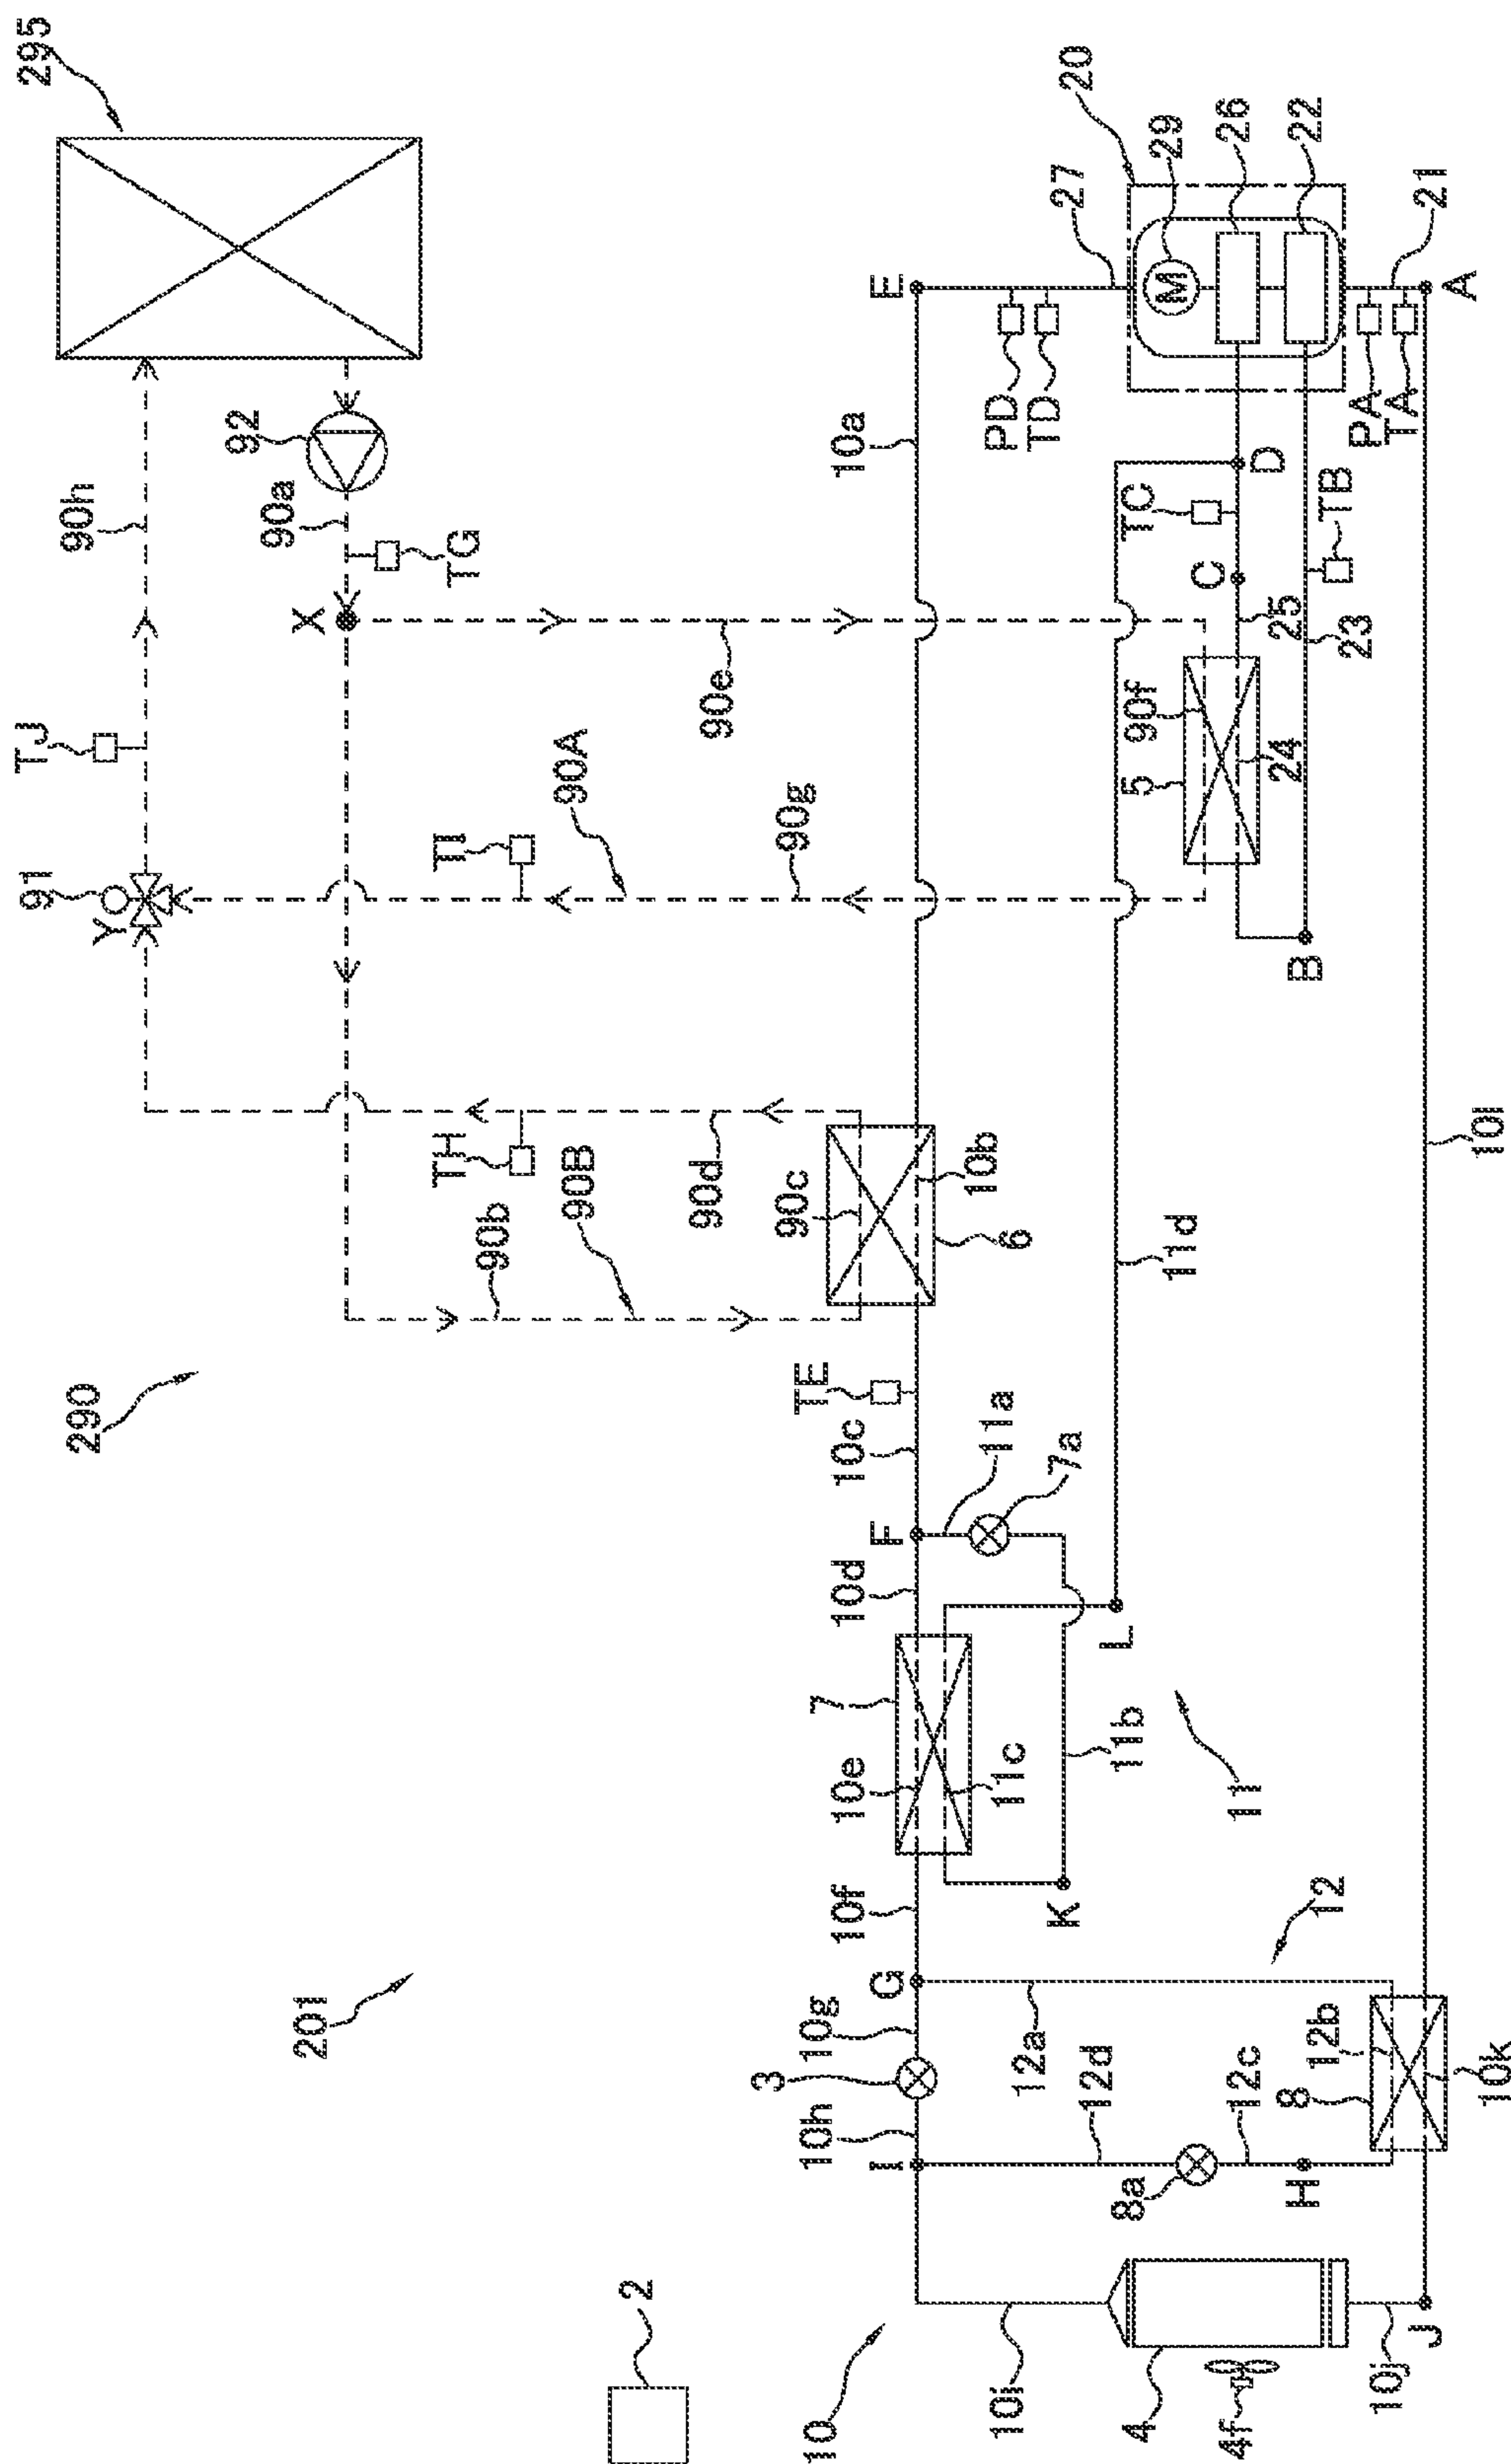 295
20
29
26
22
27
21
E
A
M
PD
TD
PA
TA
10a
92
90h
90a
TG
X
D
TC
C
TB
25
23
90e
TJ
90A
90f
5
24
TI
90g
91
Y
B
10l
TH
90d
90c
10b
6
90B
90b
11d
290
TE
10c
11a
7a
F
10d
L
7
10e
11c
11b
11
10f
K
12
G
201
10g
3
12a
12d
12c
12b
10k
8
10h
I
8a
H
2
10
10i
4
4f
10j
J